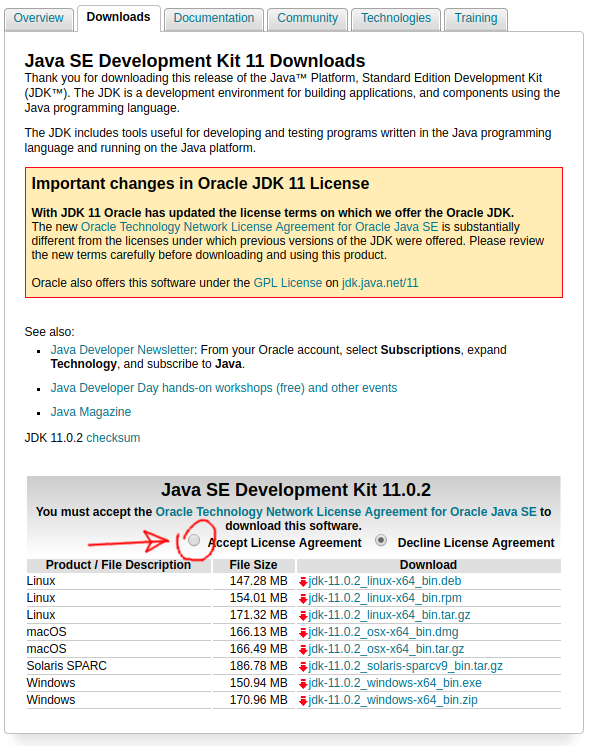 Overview Downloads Documentation Community Technologies Training
Java SE Development Kit 11 Downloads
Thank you for downloading this release of the Java™ Platform, Standard Edition Development Kit
(JDK™). The JDK is a development environment for building applications, and components using the
Java programming language.
The JDK includes tools useful for developing and testing programs written in the Java programming
language and running on the Java platform.
Important changes in Oracle JDK 11 License
With JDK 11 Oracle has updated the license terms on which we offer the Oracle JDK.
The new Oracle Technology Network License Agreement for Oracle Java SE is substantially
different from the licenses under which previous versions of the JDK were offered. Please review
the new terms carefully before downloading and using this product.
Oracle also offers this software under the GPL License on jdk.java.net/11
See also:
Java Developer Newsletter: From your Oracle account, select Subscriptions, expand
Technology, and subscribe to Java.
Java Developer Day hands-on workshops (free) and other events
Java Magazine
JDK 11.0.2 checksum
Java SE Development Kit 11.0.2
You must accept the Oracle Technology Network License Agreement for Oracle Java SE to
download this software.
Accept License Agreement Decline License Agreement
Product / File Description File Size Download
Linux 147.28 MB jdk-11.0.2_linux-x64_bin.deb
Linux 154.01 MB jdk-11.0.2_linux-x64_bin.rpm
Linux 171.32 MB jdk-11.0.2_linux-x64_bin.tar.gz
macOS 166.13 MB jdk-11.0.2_osx-x64_bin.dmg
macOS 166.49 MB jdk-11.0.2_osx-x64_bin.tar.gz
Solaris SPARC 186.78 MB jdk-11.0.2_solaris-sparcv9_bin.tar.gz
Windows 150.94 MB jdk-11.0.2_windows-x64_bin.exe
Windows 170.96 MB jdk-11.0.2_windows-x64_bin.zip